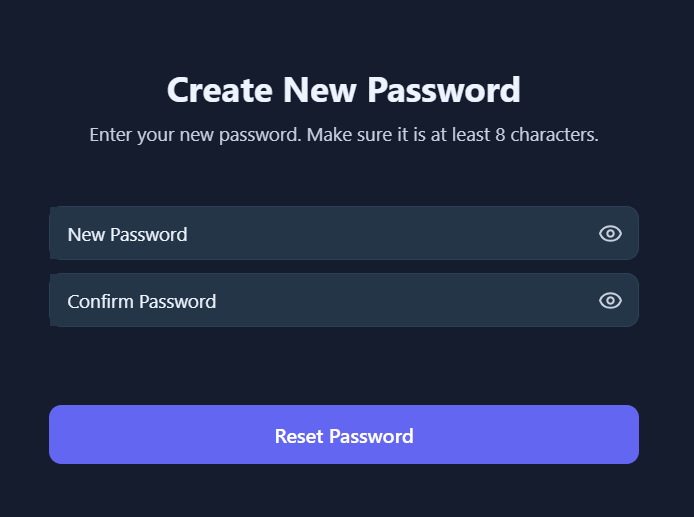 Create New Password
Enter your new password. Make sure it is at least 8 characters.
New Password
Confirm Password
Reset Password